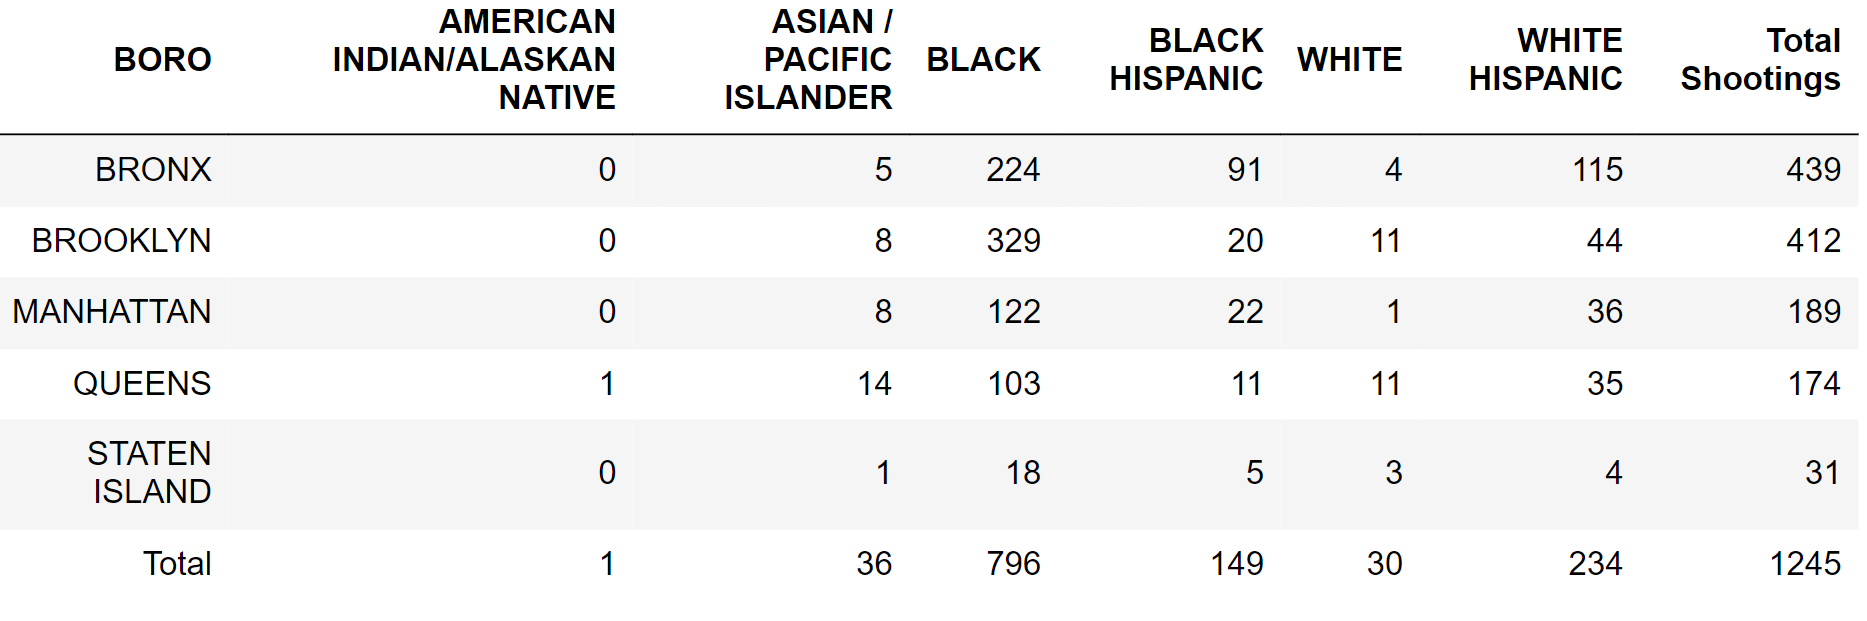 BORO AMERICAN INDIAN/ALASKAN NATIVE ASIAN / PACIFIC ISLANDER BLACK BLACK HISPANIC WHITE WHITE HISPANIC Total Shootings
BRONX 0 5 224 91 4 115 439
BROOKLYN 0 8 329 20 11 44 412
MANHATTAN 0 8 122 22 1 36 189
QUEENS 1 14 103 11 11 35 174
STATEN ISLAND 0 1 18 5 3 4 31
Total 1 36 796 149 30 234 1245